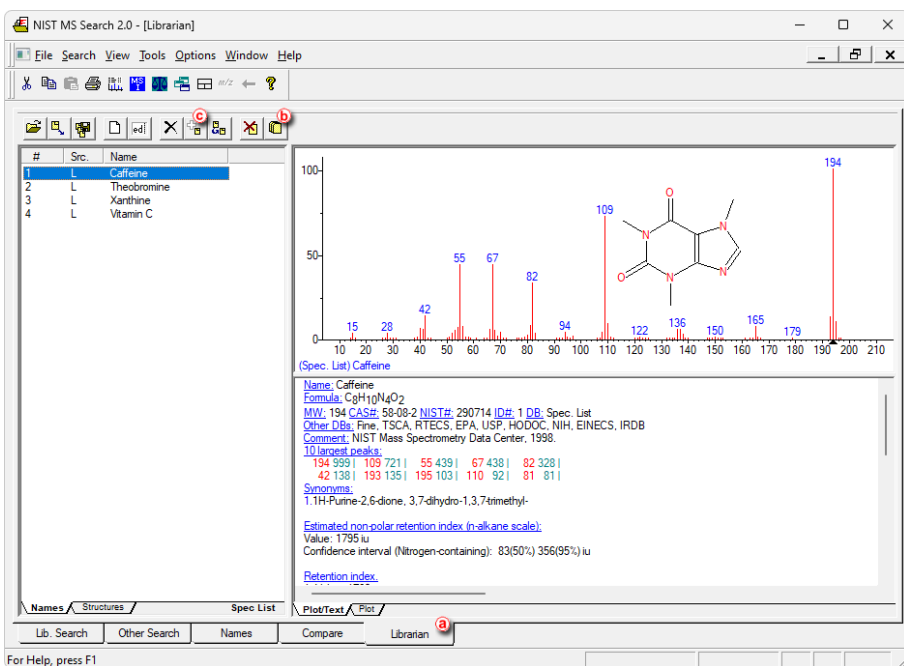 NIST MS Search 2.0 - [Librarian]
File Search View Tools Options Window Help
m/z
MS
ed
c
b
# Src. Name
1 L Caffeine
2 L Theobromine
3 L Xanthine
4 L Vitamin C
100
50
0
15 28 42 55 67 82 94 109 122 136 150 165 179 194
O
N
N
O
N
N
10 20 30 40 50 60 70 80 90 100 110 120 130 140 150 160 170 180 190 200 210
(Spec. List) Caffeine
Name: Caffeine
Formula: C8H10N4O2
MW: 194 CAS#: 58-08-2 NIST#: 290714 ID#: 1 DB: Spec. List
Other DBs: Fine, TSCA, RTECS, EPA, USP, HODOC, NIH, EINECS, IRDB
Comment: NIST Mass Spectrometry Data Center, 1998.
10 largest peaks:
194 999 | 109 721 | 55 439 | 67 438 | 82 328 |
42 138 | 193 135 | 195 103 | 110 92 | 81 81 |
Synonyms:
1.1H-Purine-2,6-dione, 3,7-dihydro-1,3,7-trimethyl-
Estimated non-polar retention index (n-alkane scale):
Value: 1795 iu
Confidence interval (Nitrogen-containing): 83(50%) 356(95%) iu
Retention index.
Names Structures Spec List
Plot/Text Plot
a
Lib. Search Other Search Names Compare Librarian
For Help, press F1